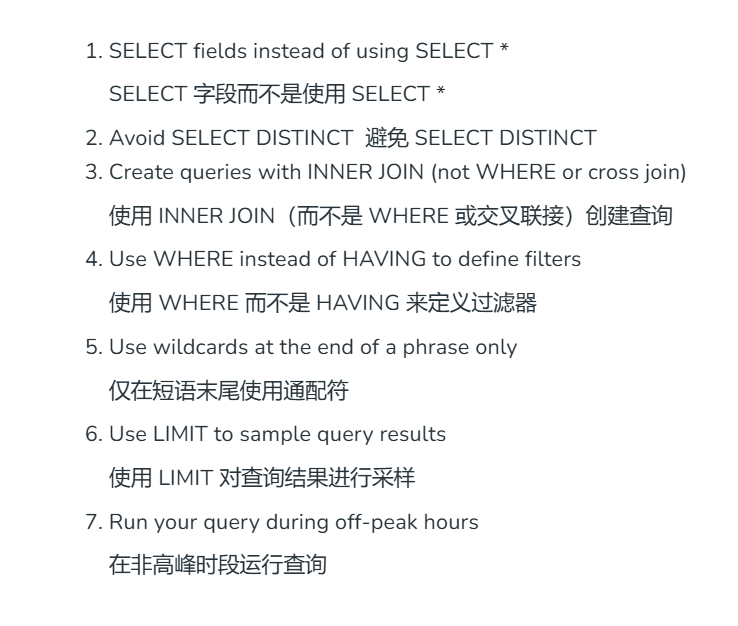 1. SELECT fields instead of using SELECT *
SELECT 字段而不是使用 SELECT *
2. Avoid SELECT DISTINCT 避免 SELECT DISTINCT
3. Create queries with INNER JOIN (not WHERE or cross join)
使用 INNER JOIN（而不是 WHERE 或交叉联接）创建查询
4. Use WHERE instead of HAVING to define filters
使用 WHERE 而不是 HAVING 来定义过滤器
5. Use wildcards at the end of a phrase only
仅在短语末尾使用通配符
6. Use LIMIT to sample query results
使用 LIMIT 对查询结果进行采样
7. Run your query during off-peak hours
在非高峰时段运行查询